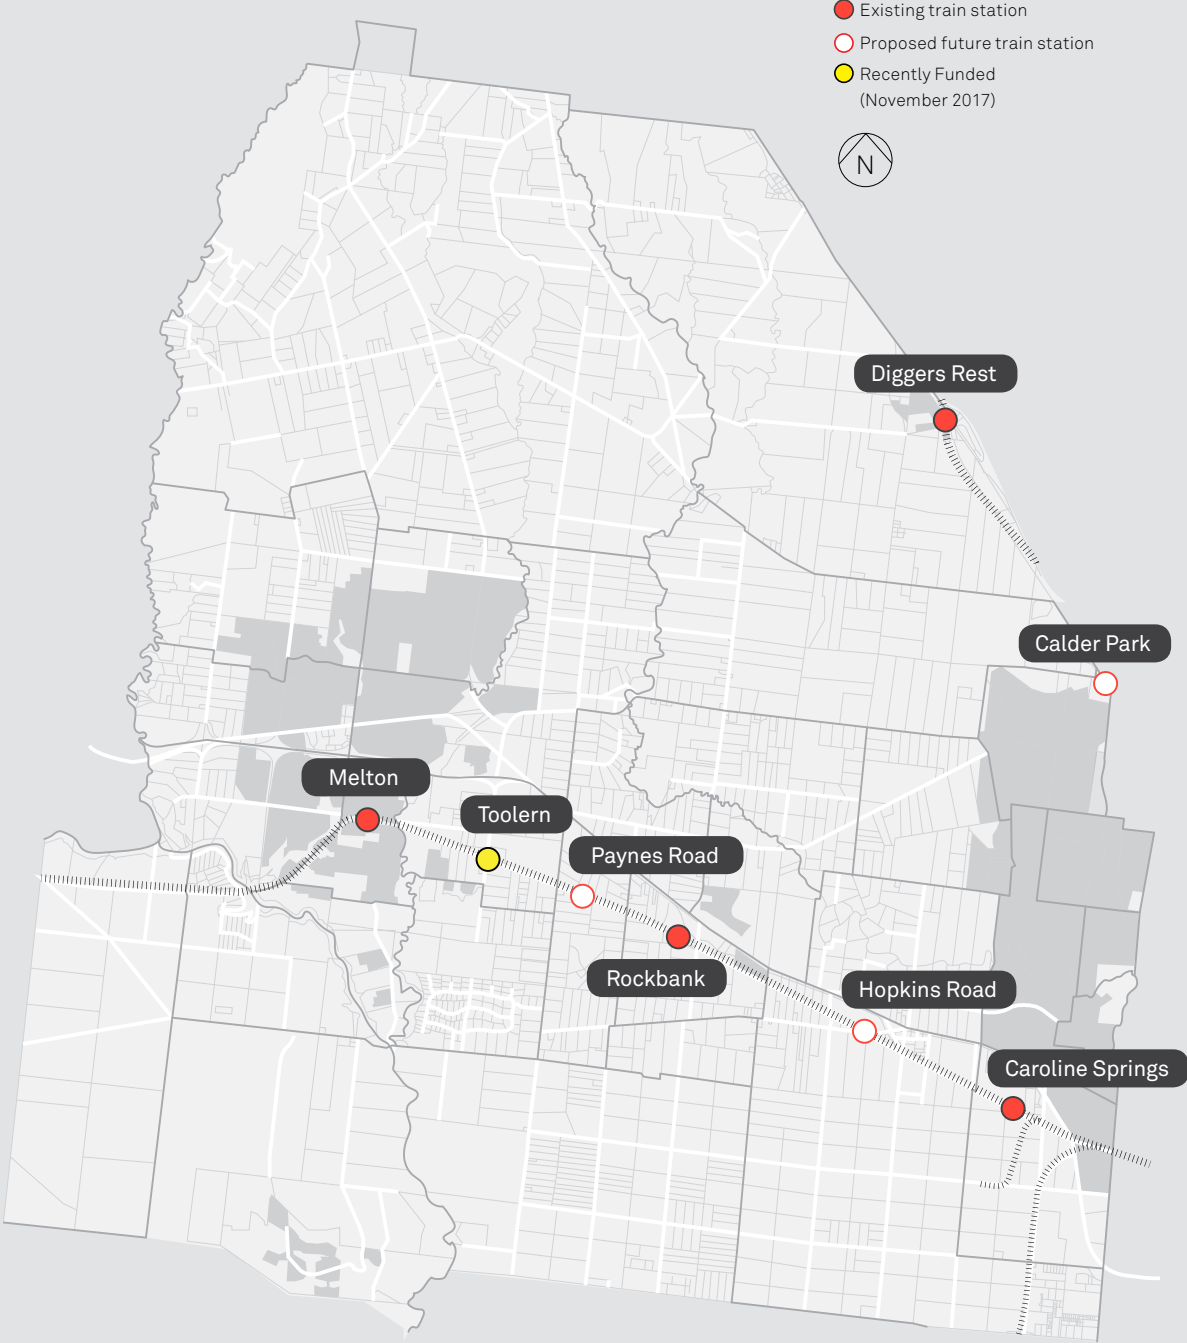 Existing train station
Proposed future train station
Recently Funded
(November 2017)
N
Diggers Rest
Calder Park
Melton
Toolern
Paynes Road
Rockbank
Hopkins Road
Caroline Springs